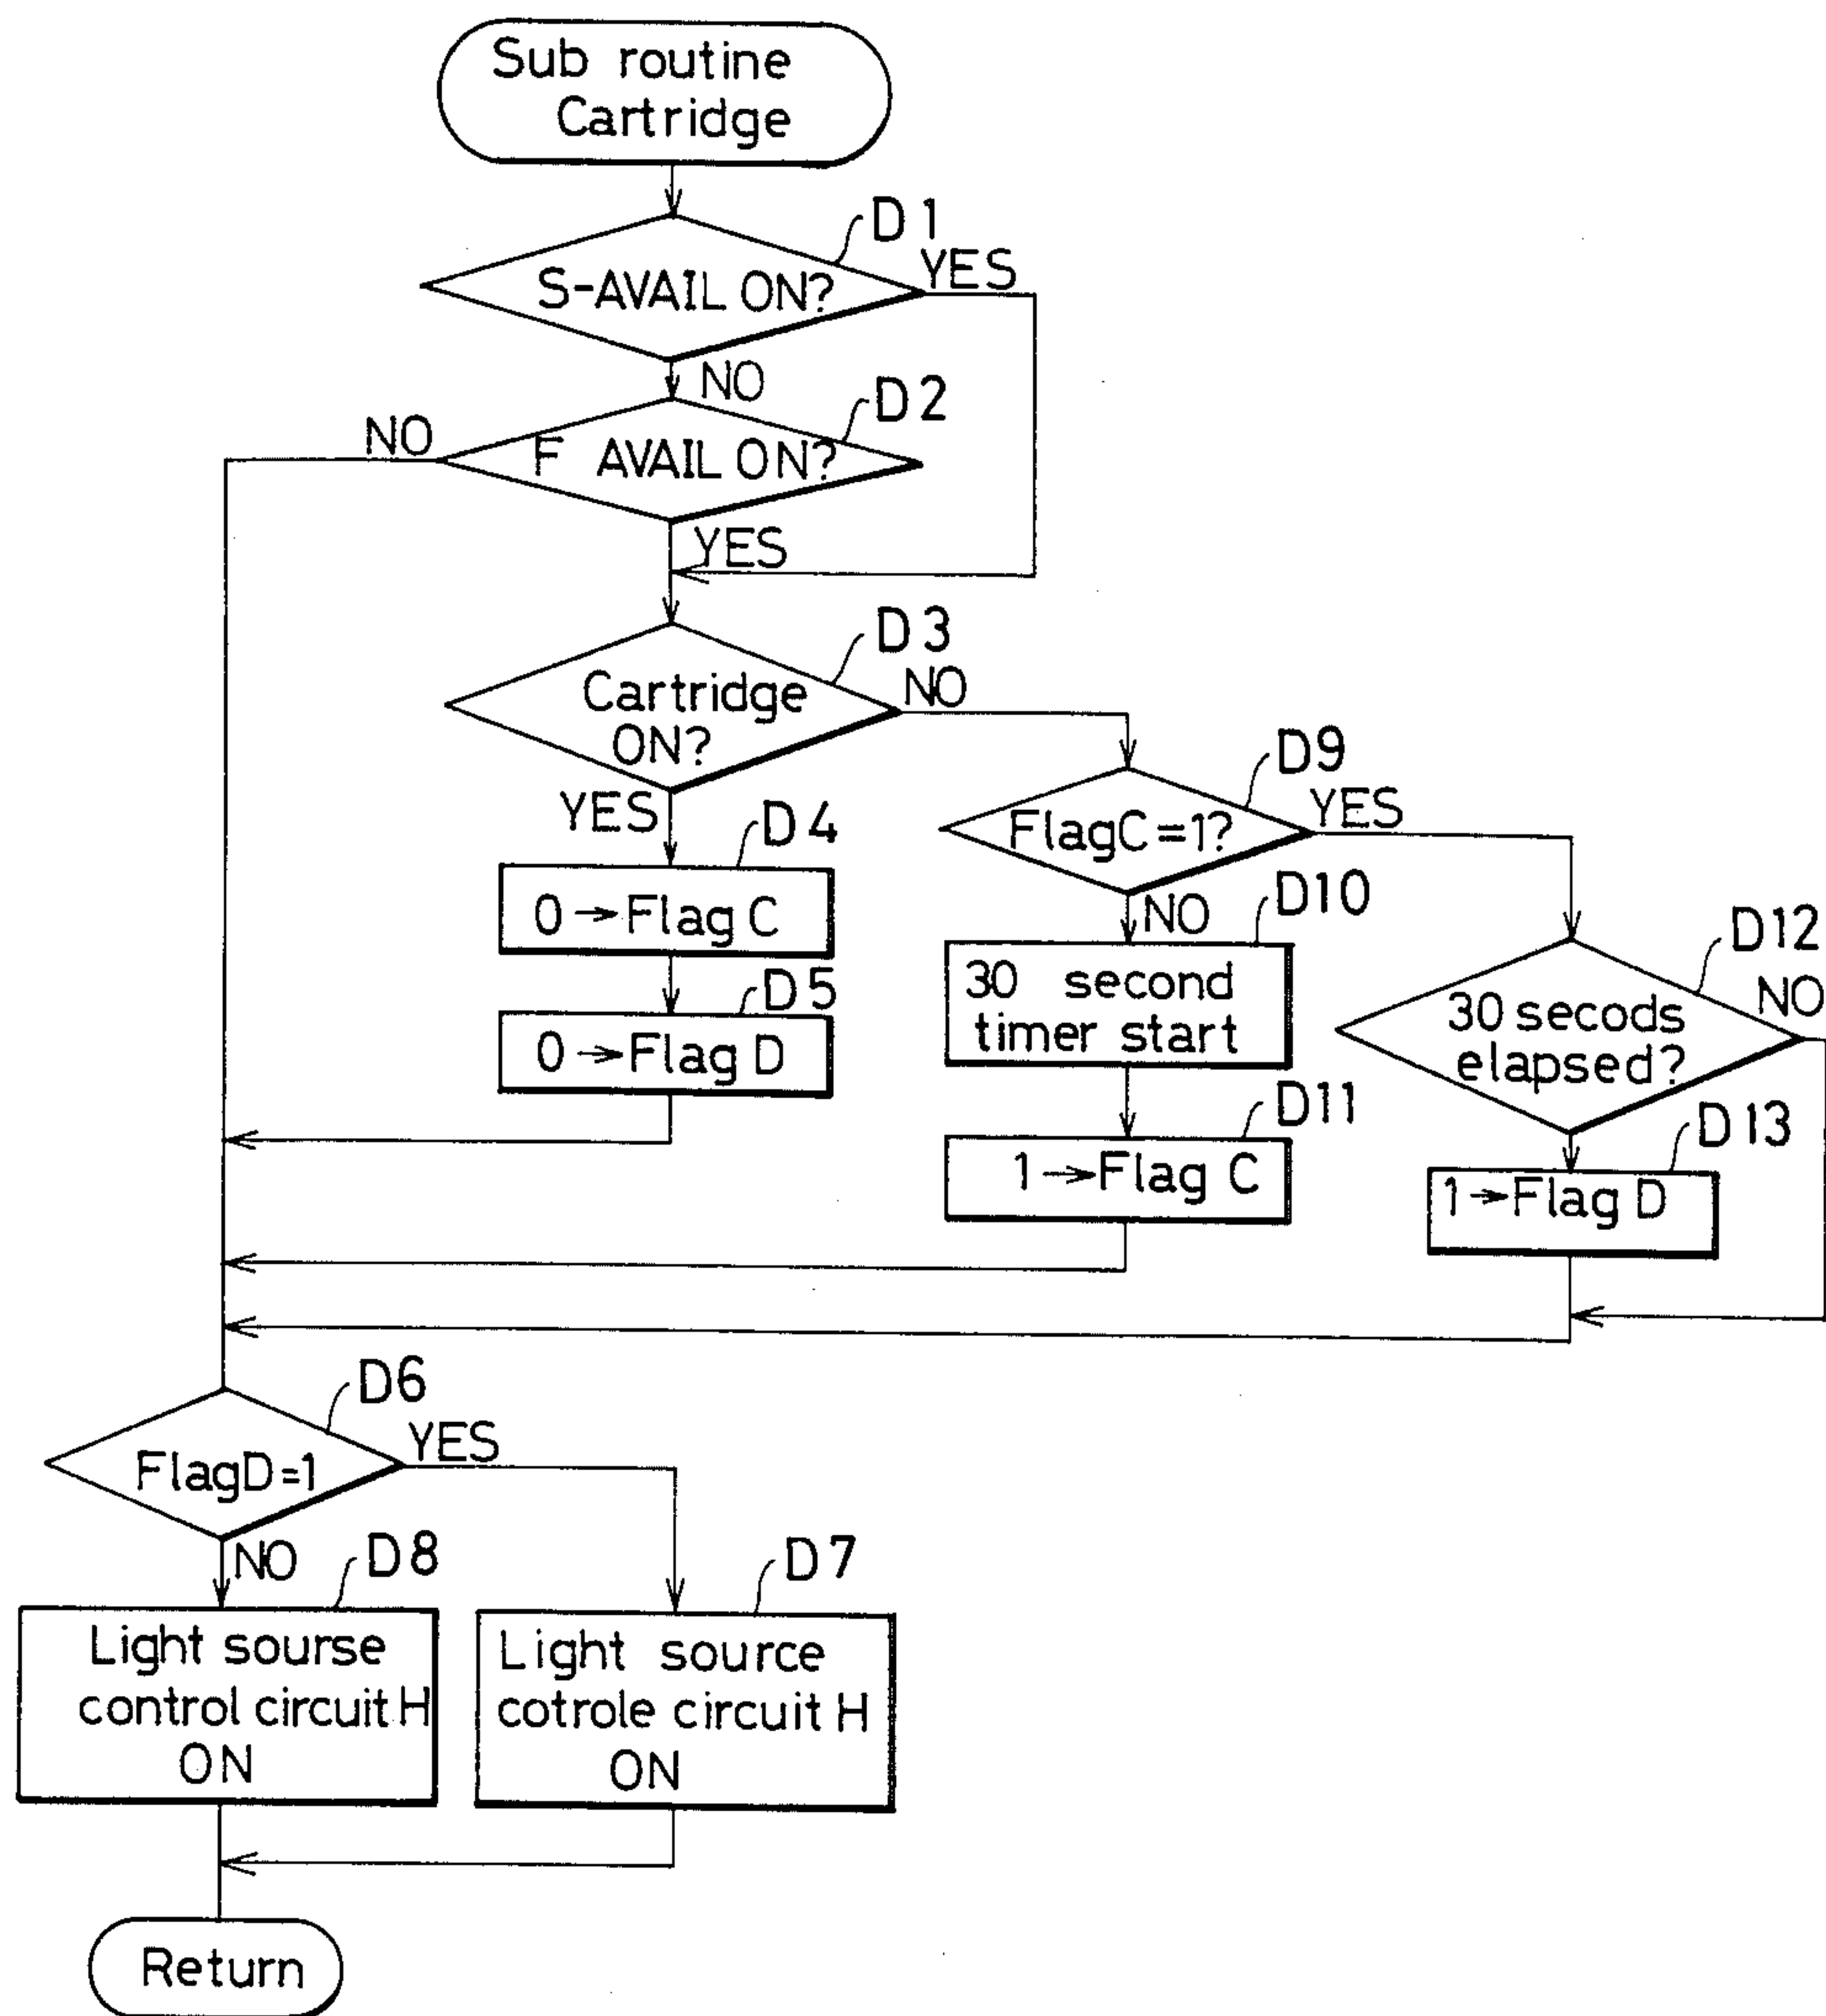 Sub routine
Cartridge
D1
S-AVAIL ON?
YES
NO
D2
NO
F AVAIL ON?
YES
D3
Cartridge
ON?
NO
YES
D4
0→Flag C
D5
0→Flag D
D9
FlagC=1?
YES
NO
D10
30 second
timer start
D11
1→Flag C
D12
30 secods
elapsed?
NO
D13
1→Flag D
D6
FlagD=1
YES
NO
D8
Light sourse
control circuit H
ON
D7
Light source
cotrole circuit H
ON
Return